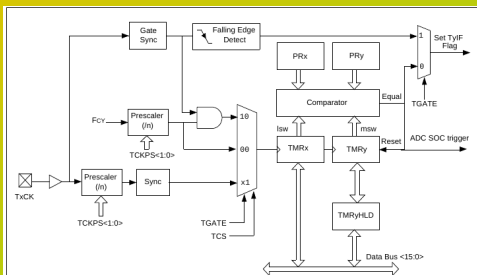 Gate
Sync
Falling Edge
Detect
1
Set TyIF
Flag
PRx
PRy
0
Equal
TGATE
Comparator
FCY
Prescaler
(/n)
10
lsw
msw
Reset
ADC SOC trigger
TCKPS<1:0>
00
TMRx
TMRy
Prescaler
(/n)
Sync
x1
TxCK
TCKPS<1:0>
TGATE
TCS
TMRyHLD
Data Bus <15:0>